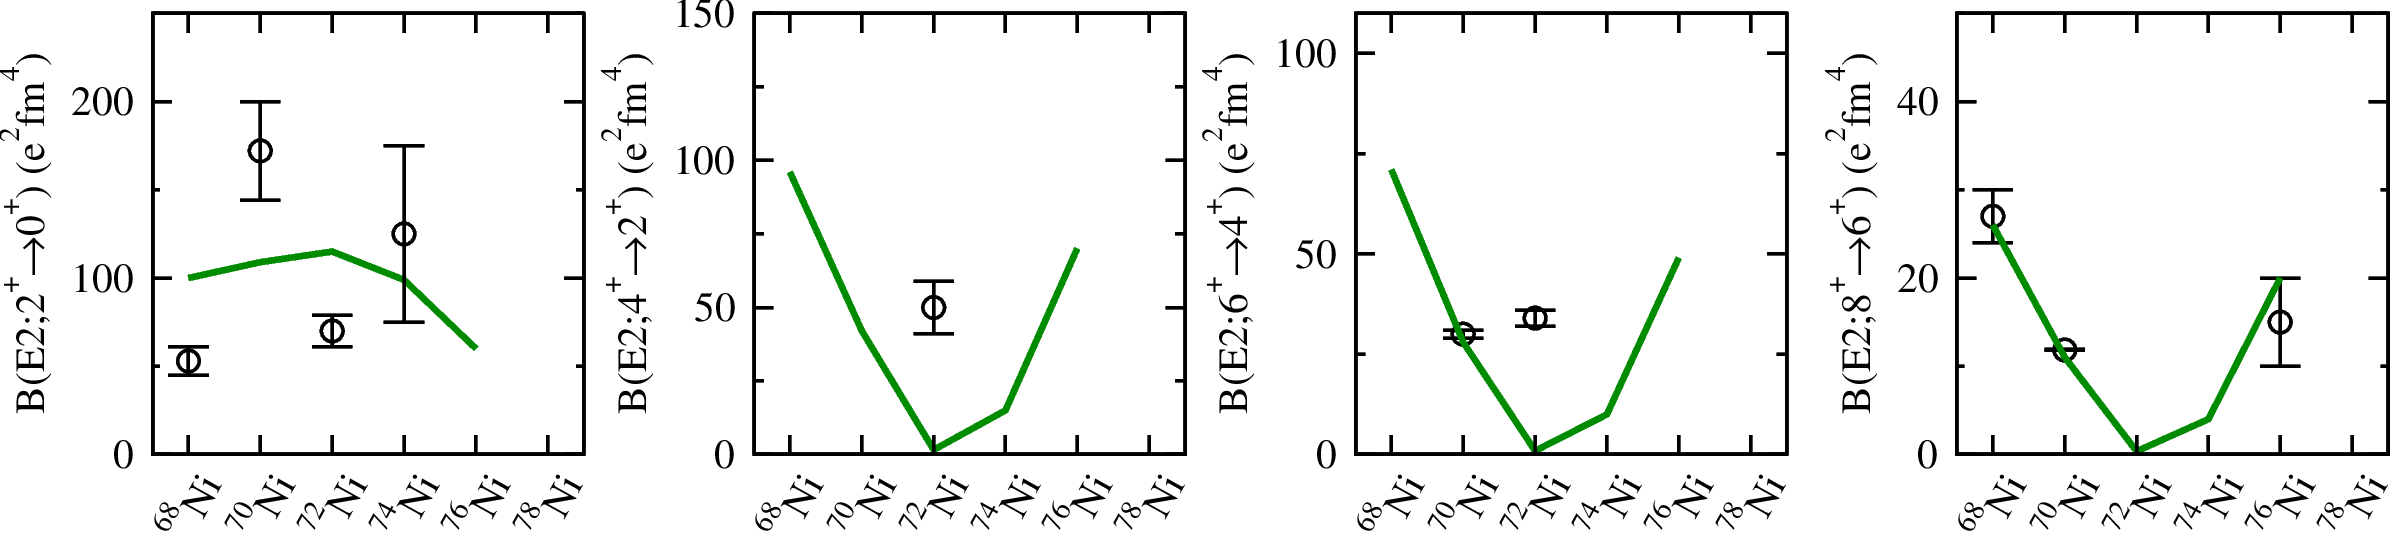 B(E2;2⁺→0⁺) (e²fm⁴)
200
100
0
⁶⁸Ni
⁷⁰Ni
⁷²Ni
⁷⁴Ni
⁷⁶Ni
⁷⁸Ni
B(E2;4⁺→2⁺) (e²fm⁴)
150
100
50
0
⁶⁸Ni
⁷⁰Ni
⁷²Ni
⁷⁴Ni
⁷⁶Ni
⁷⁸Ni
B(E2;6⁺→4⁺) (e²fm⁴)
100
50
0
⁶⁸Ni
⁷⁰Ni
⁷²Ni
⁷⁴Ni
⁷⁶Ni
⁷⁸Ni
B(E2;8⁺→6⁺) (e²fm⁴)
40
20
0
⁶⁸Ni
⁷⁰Ni
⁷²Ni
⁷⁴Ni
⁷⁶Ni
⁷⁸Ni